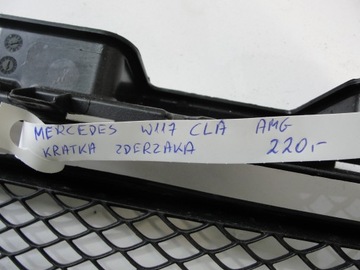 MERCEDES W117 CLA AMG
KRATKA ZDERZAKA 220,-